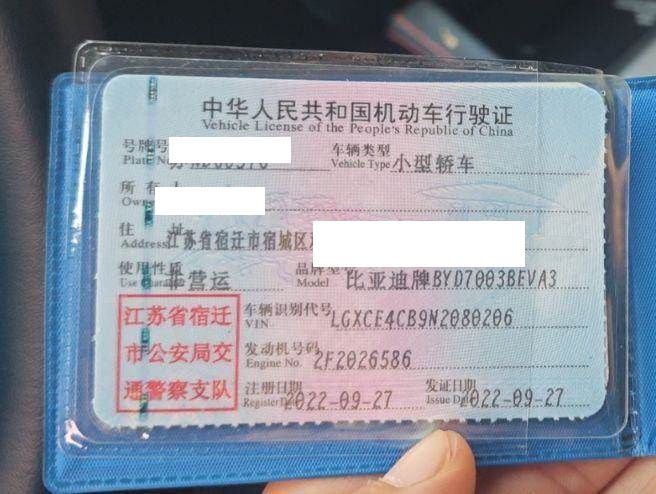 中华人民共和国机动车行驶证
Vehicle License of the People's Republic of China
号牌号
Plate No.
车辆类型
Vehicle Type
小型轿车
所 有 人
住 址
Address
江苏省宿迁市宿城区
使用性质
非营运
品牌型号
Model
比亚迪牌BYD7003BEVA3
江苏省宿迁
市公安局交
通警察支队
车辆识别代号
VIN
LGXCE4CB9N2080206
发动机号码
Engine No.
2F2026586
注册日期
Register Date
2022-09-27
发证日期
Issue Date
2022-09-27